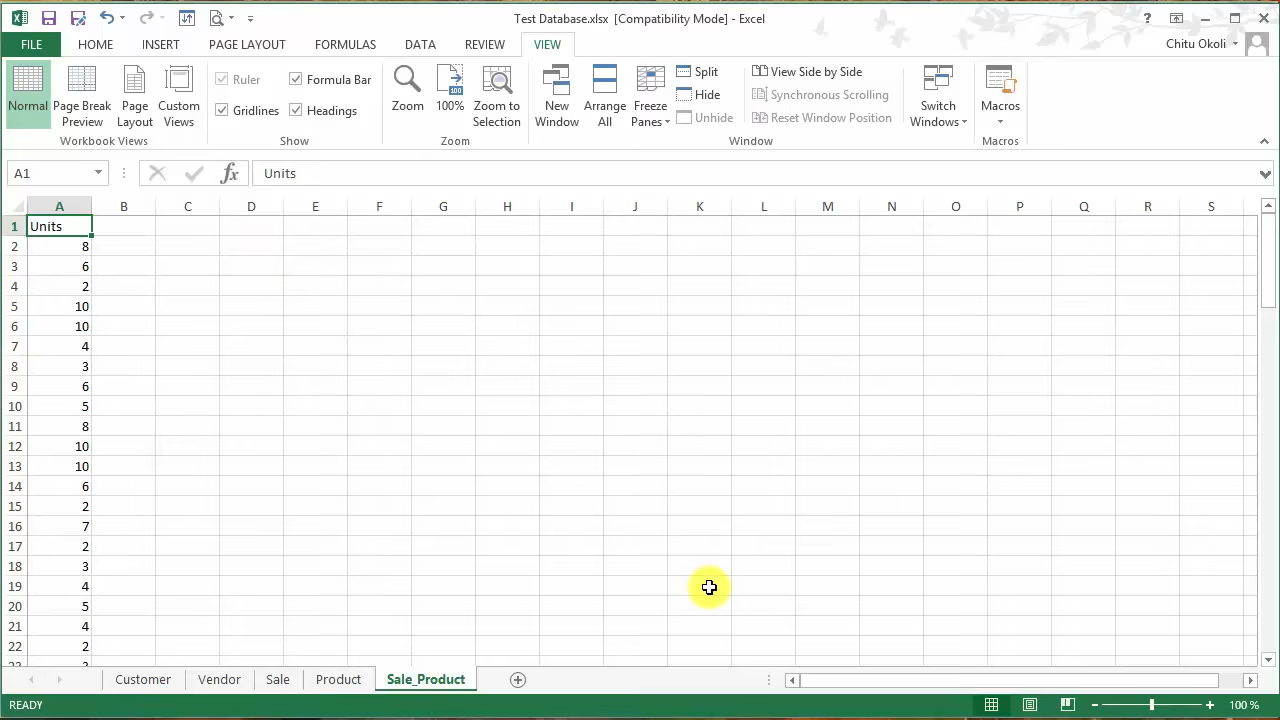 Test Database.xlsx [Compatibility Mode] - Excel
FILE HOME INSERT PAGE LAYOUT FORMULAS DATA REVIEW VIEW Chitu Okoli
Normal Page Break Preview Page Layout Custom Views
Workbook Views
Ruler Formula Bar
Gridlines Headings
Show
Zoom 100% Zoom to Selection
Zoom
New Window Arrange All Freeze Panes
Split
Hide
Unhide
View Side by Side
Synchronous Scrolling
Reset Window Position
Switch Windows
Window
Macros
Macros
A1 fx Units
A B C D E F G H I J K L M N O P Q R S
1 Units
2 8
3 6
4 2
5 10
6 10
7 4
8 3
9 6
10 5
11 8
12 10
13 10
14 6
15 2
16 7
17 2
18 3
19 4
20 5
21 4
22 2
Customer Vendor Sale Product Sale_Product
READY 100 %